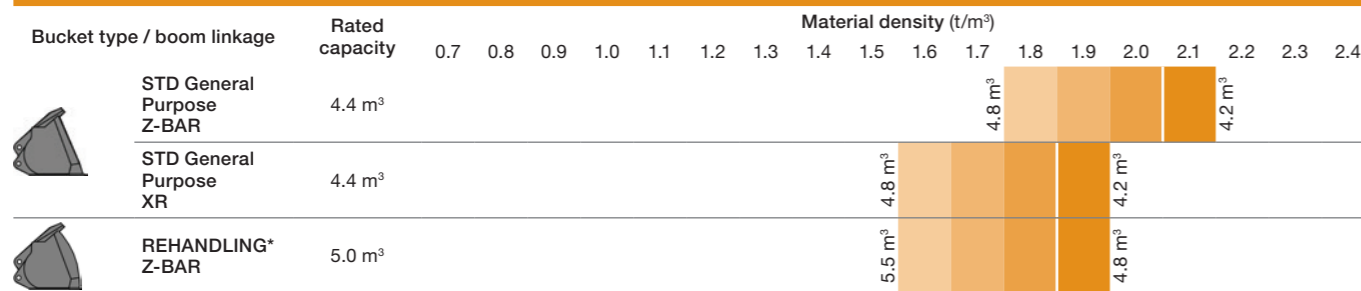 Bucket type / boom linkage
Rated
capacity
Material density (t/m³)
0.7 0.8 0.9 1.0 1.1 1.2 1.3 1.4 1.5 1.6 1.7 1.8 1.9 2.0 2.1 2.2 2.3 2.4
STD General
Purpose
Z-BAR
4.4 m³
4.8 m³
4.2 m³
STD General
Purpose
XR
4.4 m³
4.8 m³
4.2 m³
REHANDLING*
Z-BAR
5.0 m³
5.5 m³
4.8 m³